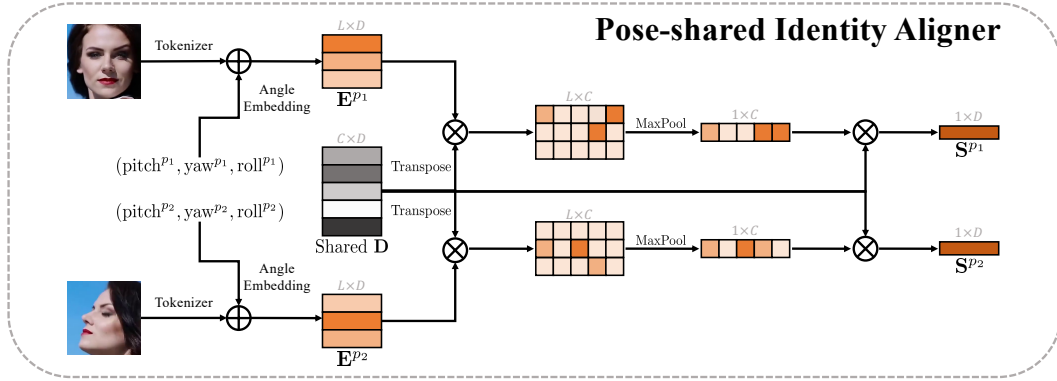 Pose-shared Identity Aligner
Tokenizer
Angle
Embedding
L×D
E^{p_1}
(pitch^{p_1}, yaw^{p_1}, roll^{p_1})
C×D
Transpose
Transpose
Shared D
(pitch^{p_2}, yaw^{p_2}, roll^{p_2})
Tokenizer
Angle
Embedding
L×D
E^{p_2}
L×C
MaxPool
1×C
1×D
S^{p_1}
L×C
MaxPool
1×C
1×D
S^{p_2}